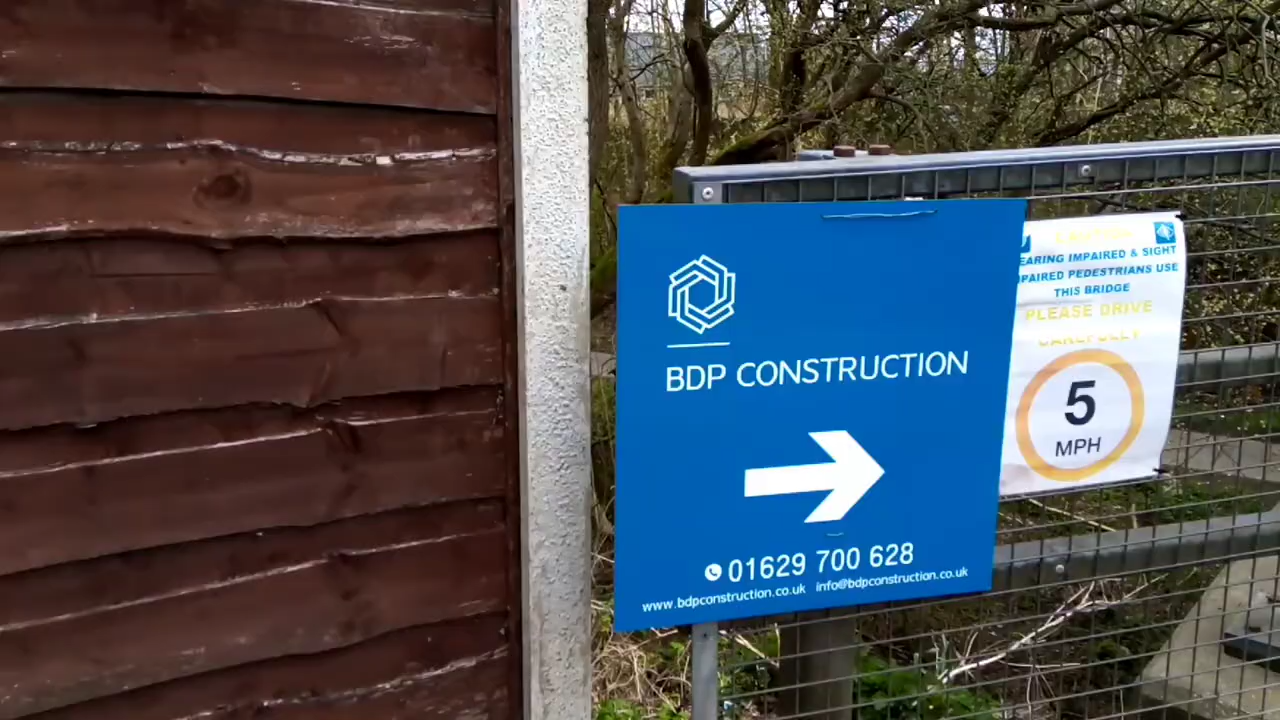 BDP CONSTRUCTION
01629 700 628
www.bdpconstruction.co.uk info@bdpconstruction.co.uk
EARING IMPAIRED & SIGHT
PAIRED PEDESTRIANS USE
THIS BRIDGE
PLEASE DRIVE
CAREFULLY
5
MPH